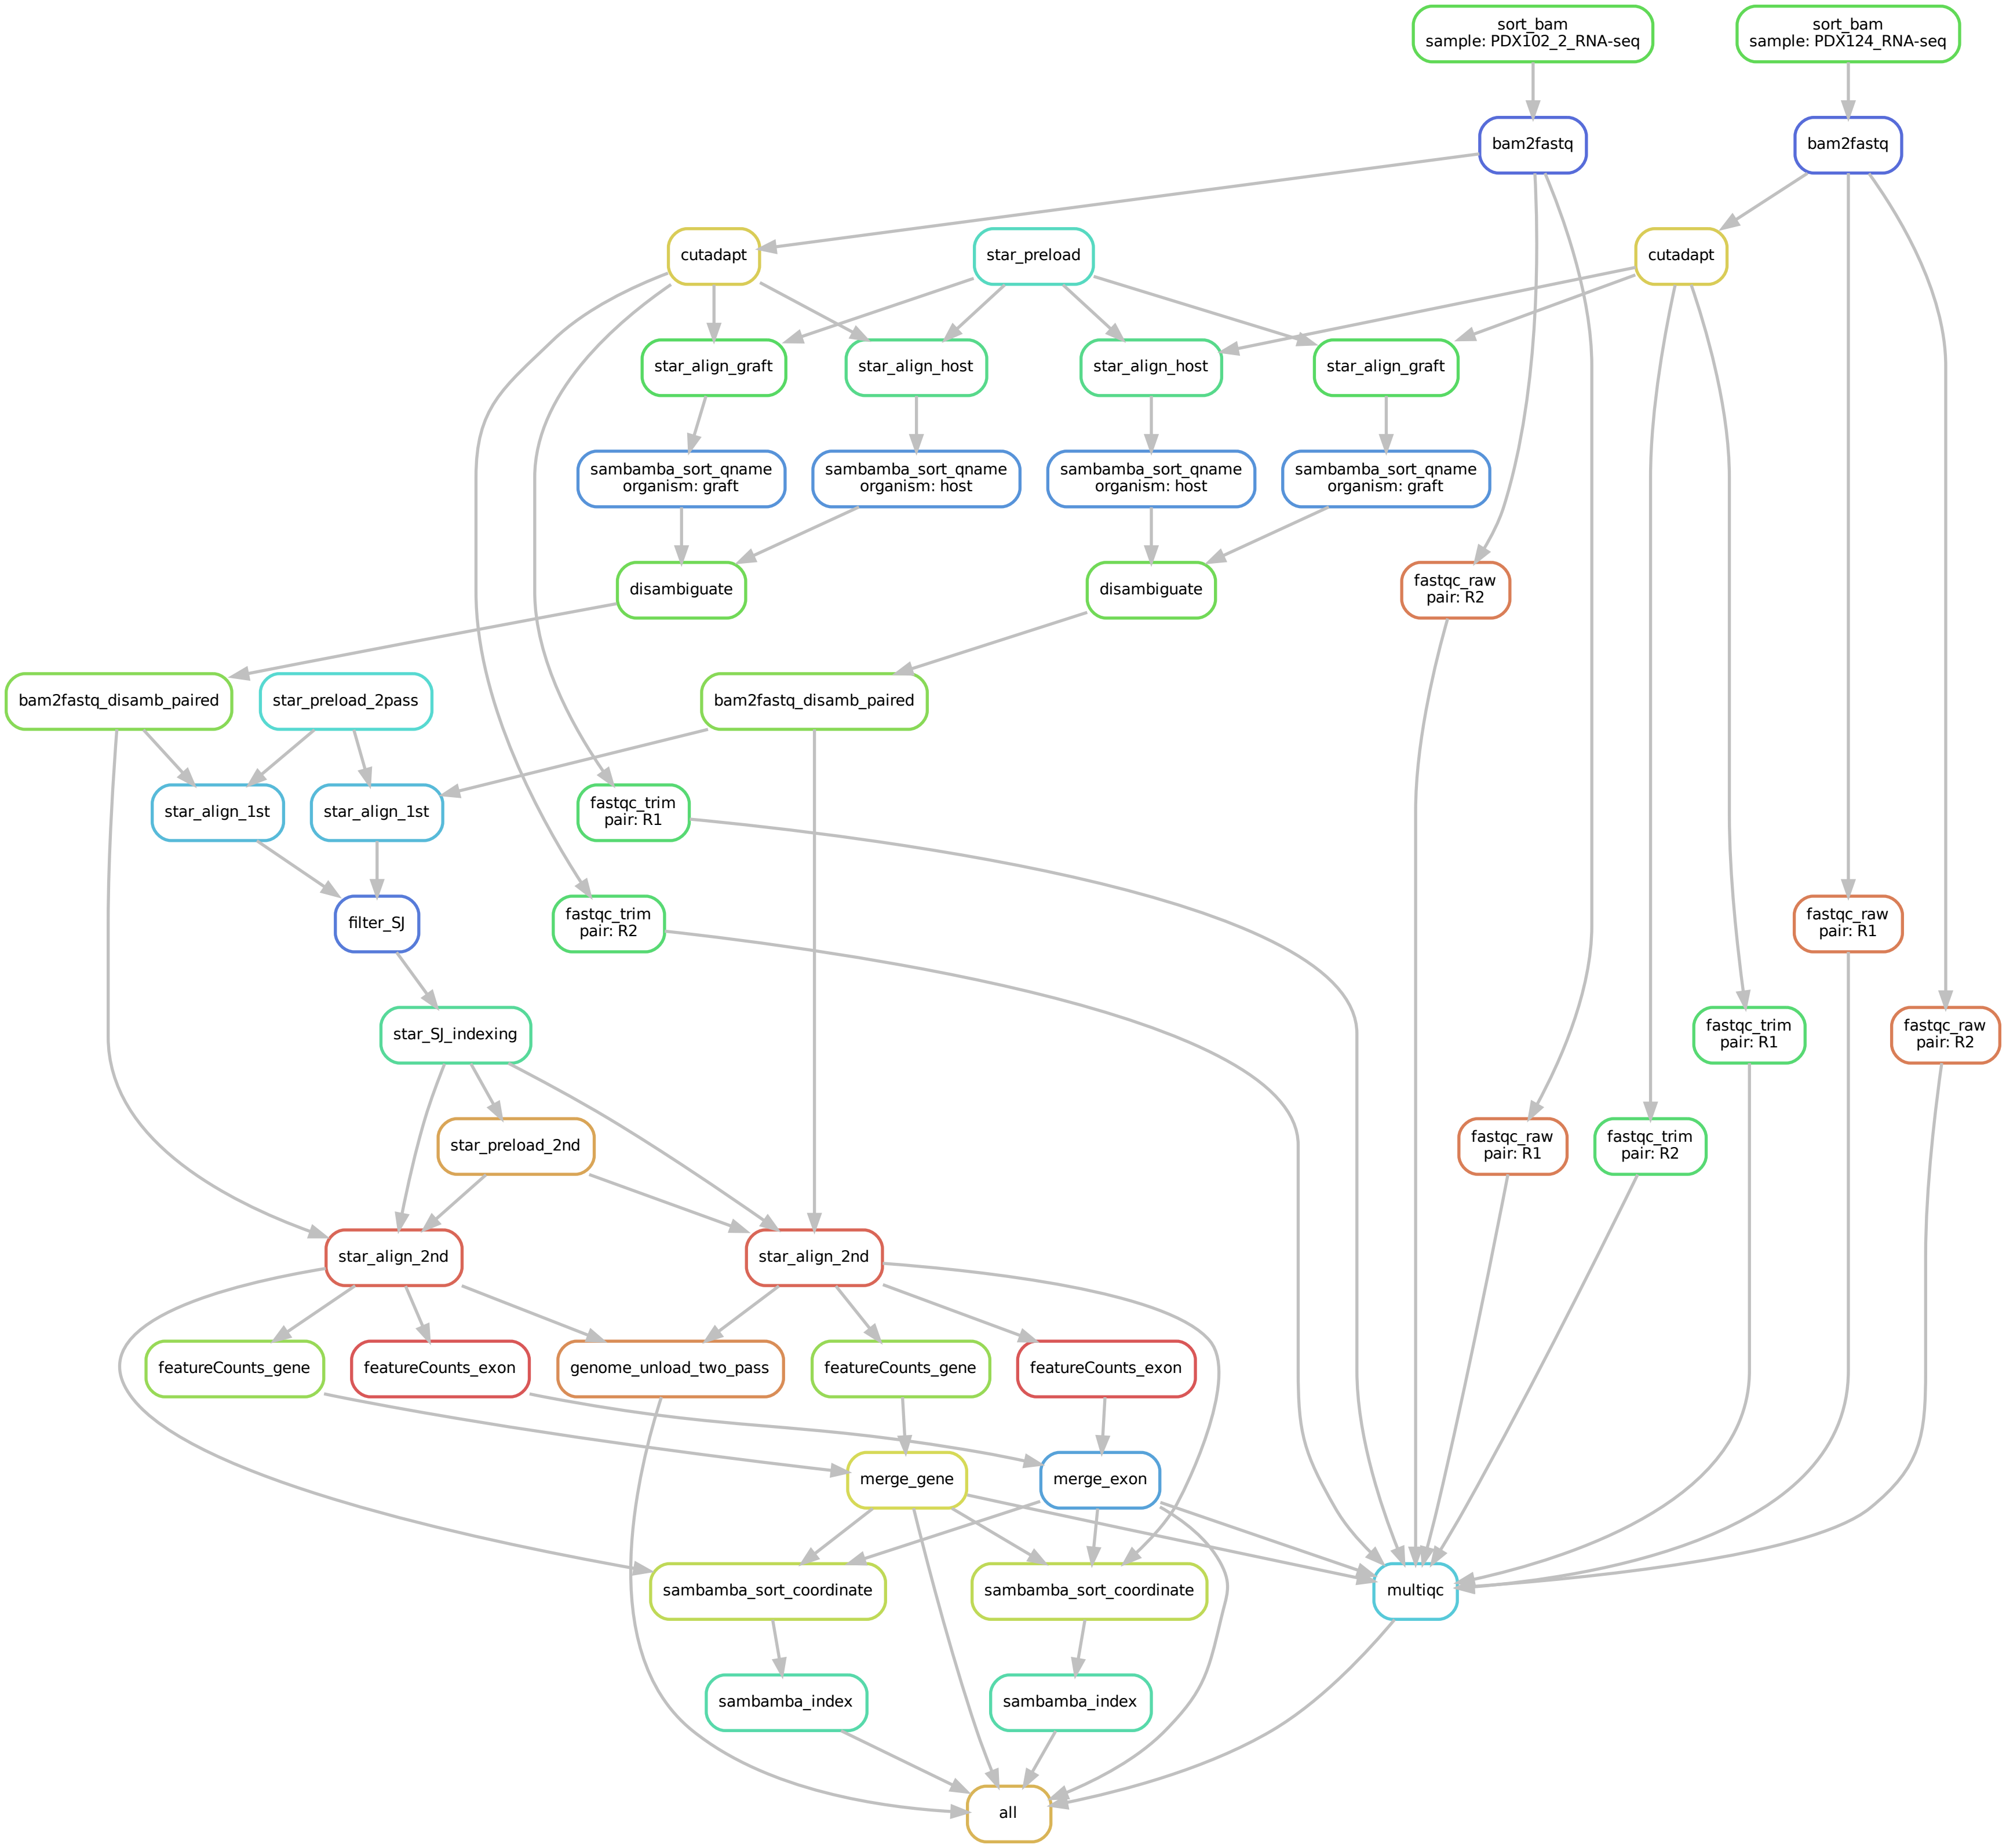 sort_bam
sample: PDX102_2_RNA-seq
sort_bam
sample: PDX124_RNA-seq
bam2fastq
bam2fastq
cutadapt
star_preload
cutadapt
star_align_graft
star_align_host
star_align_host
star_align_graft
sambamba_sort_qname
organism: graft
sambamba_sort_qname
organism: host
sambamba_sort_qname
organism: host
sambamba_sort_qname
organism: graft
disambiguate
disambiguate
fastqc_raw
pair: R2
bam2fastq_disamb_paired
star_preload_2pass
bam2fastq_disamb_paired
star_align_1st
star_align_1st
fastqc_trim
pair: R1
filter_SJ
fastqc_trim
pair: R2
fastqc_raw
pair: R1
star_SJ_indexing
fastqc_trim
pair: R1
fastqc_raw
pair: R2
star_preload_2nd
fastqc_raw
pair: R1
fastqc_trim
pair: R2
star_align_2nd
star_align_2nd
featureCounts_gene
featureCounts_exon
genome_unload_two_pass
featureCounts_gene
featureCounts_exon
merge_gene
merge_exon
sambamba_sort_coordinate
sambamba_sort_coordinate
multiqc
sambamba_index
sambamba_index
all